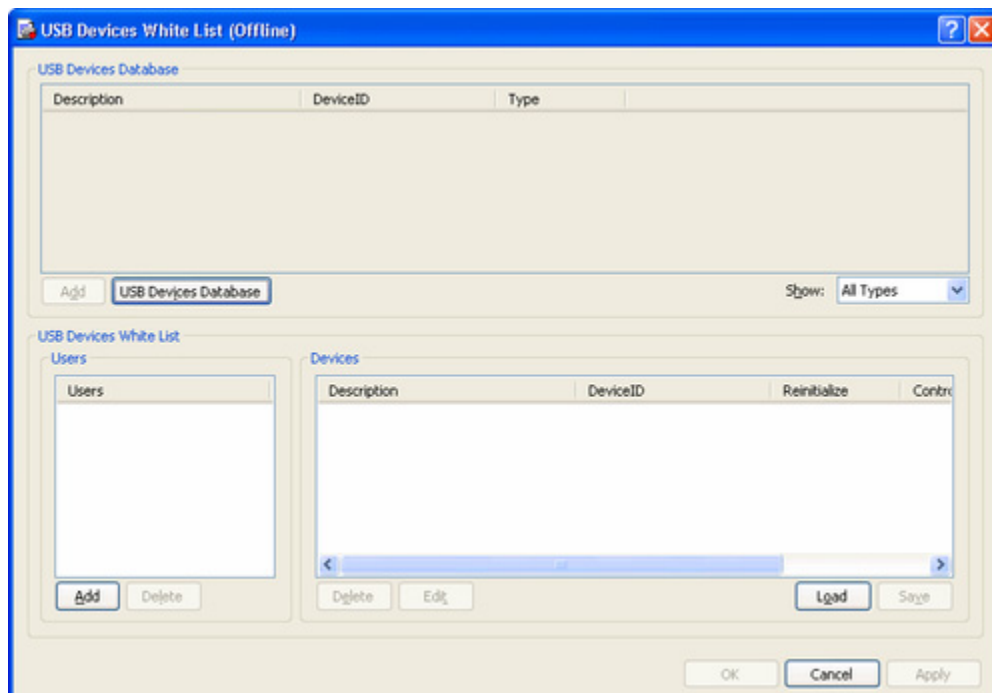 USB Devices White List (Offline)
USB Devices Database
Description DeviceID Type
Add USB Devices Database Show: All Types
USB Devices White List
Users Devices
Users Description DeviceID Reinitialize Contro
Add Delete Delete Edit Load Save
OK Cancel Apply